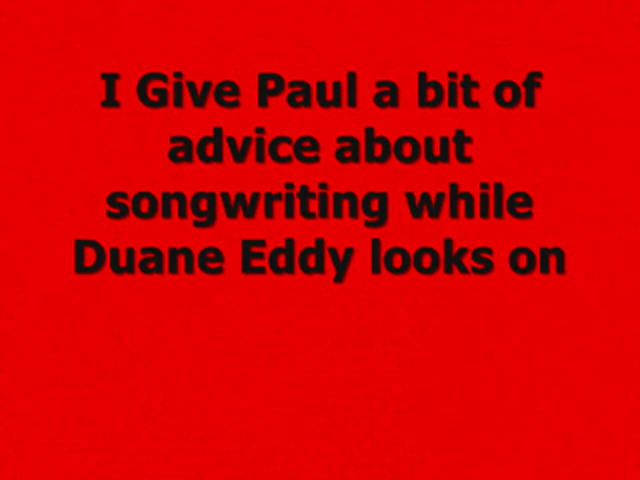 I Give Paul a bit of
advice about
songwriting while
Duane Eddy looks on